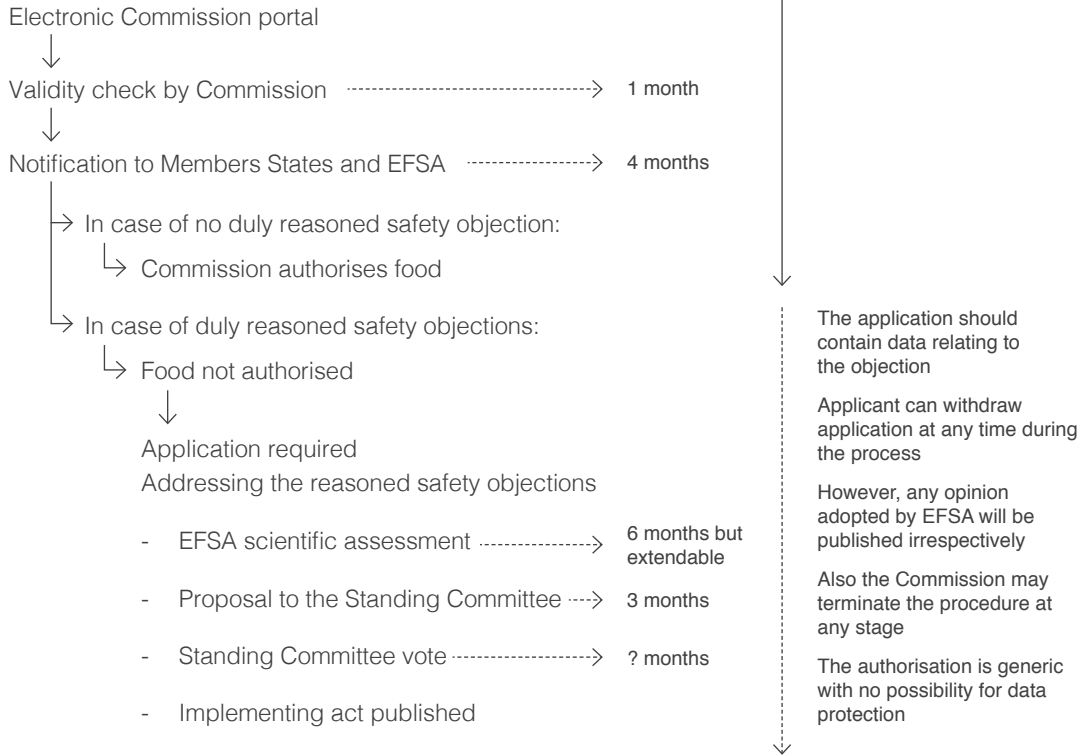 Electronic Commission portal
Validity check by Commission
1 month
Notification to Members States and EFSA
4 months
In case of no duly reasoned safety objection:
Commission authorises food
In case of duly reasoned safety objections:
Food not authorised
Application required
Addressing the reasoned safety objections
- EFSA scientific assessment
6 months but
extendable
- Proposal to the Standing Committee
3 months
- Standing Committee vote
? months
- Implementing act published
The application should
contain data relating to
the objection
Applicant can withdraw
application at any time during
the process
However, any opinion
adopted by EFSA will be
published irrespectively
Also the Commission may
terminate the procedure at
any stage
The authorisation is generic
with no possibility for data
protection